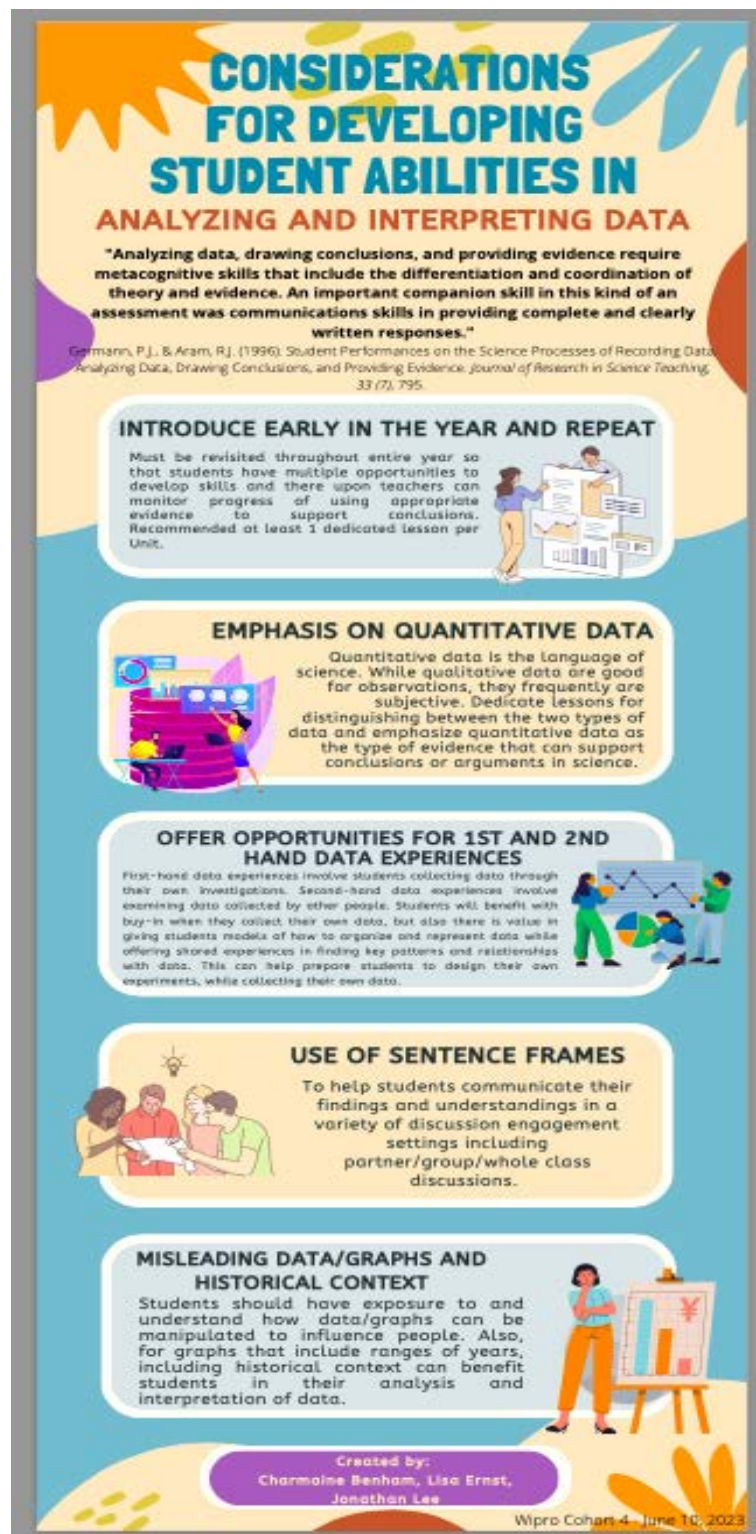 CONSIDERATIONS
FOR DEVELOPING
STUDENT ABILITIES IN
ANALYZING AND INTERPRETING DATA
"Analyzing data, drawing conclusions, and providing evidence require
metacognitive skills that include the differentiation and coordination of
theory and evidence. An important companion skill in this kind of an
assessment was communications skills in providing complete and clearly
written responses."
Germann, P.J., & Aram, R.J. (1996). Student Performances on the Science Processes of Recording Data,
Analyzing Data, Drawing Conclusions, and Providing Evidence. Journal of Research in Science Teaching,
33 (7), 795.
INTRODUCE EARLY IN THE YEAR AND REPEAT
Must be revisited throughout entire year so
that students have multiple opportunities to
develop skills and there upon teachers can
monitor progress of using appropriate
evidence to support conclusions.
Recommended at least 1 dedicated lesson per
Unit.
EMPHASIS ON QUANTITATIVE DATA
Quantitative data is the language of
science. While qualitative data are good
for observations, they frequently are
subjective. Dedicate lessons for
distinguishing between the two types of
data and emphasize quantitative data as
the type of evidence that can support
conclusions or arguments in science.
OFFER OPPORTUNITIES FOR 1ST AND 2ND
HAND DATA EXPERIENCES
First-hand data experiences involve students collecting data through
their own investigations. Second-hand data experiences involve
examining data collected by other people. Students will benefit with
buy-in when they collect their own data, but also there is value in
giving students models of how to organize and represent data while
offering shared experiences in finding key patterns and relationships
with data. This can help prepare students to design their own
experiments, while collecting their own data.
USE OF SENTENCE FRAMES
To help students communicate their
findings and understandings in a
variety of discussion engagement
settings including
partner/group/whole class
discussions.
MISLEADING DATA/GRAPHS AND
HISTORICAL CONTEXT
Students should have exposure to and
understand how data/graphs can be
manipulated to influence people. Also,
for graphs that include ranges of years,
including historical context can benefit
students in their analysis and
interpretation of data.
¥
Created by:
Charmaine Benham, Lisa Ernst,
Jonathan Lee
Wipro Cohort 4 - June 10, 2023